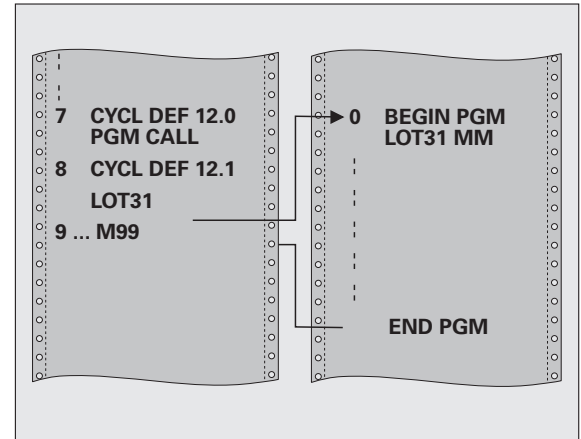 7 CYCL DEF 12.0
PGM CALL
8 CYCL DEF 12.1
LOT31
9 ... M99
0 BEGIN PGM
LOT31 MM
END PGM